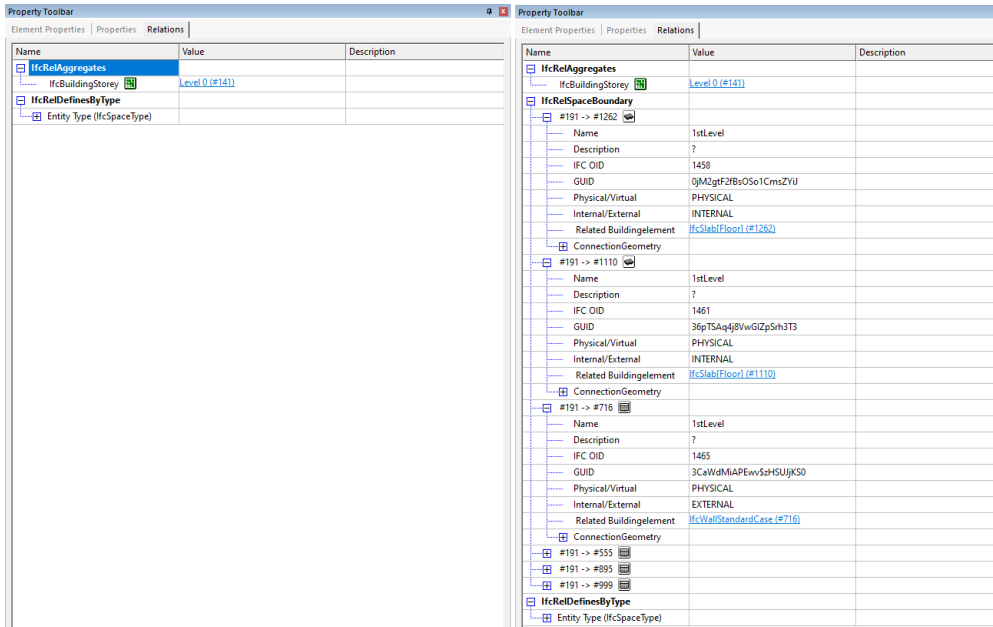 Property Toolbar
Element Properties Properties Relations
Name Value Description
IfcRelAggregates
IfcBuildingStorey Level 0 (#141)
IfcRelDefinesByType
Entity Type (IfcSpaceType)
Property Toolbar
Element Properties Properties Relations
Name Value Description
IfcRelAggregates
IfcBuildingStorey Level 0 (#141)
IfcRelSpaceBoundary
#191 -> #1262
Name 1stLevel
Description ?
IFC OID 1458
GUID 0jM2gtF2fBsOSo1CmsZYiJ
Physical/Virtual PHYSICAL
Internal/External INTERNAL
Related Buildingelement IfcSlab[Floor] (#1262)
ConnectionGeometry
#191 -> #1110
Name 1stLevel
Description ?
IFC OID 1461
GUID 36pTSAq4j8VwGlZpSrh3T3
Physical/Virtual PHYSICAL
Internal/External INTERNAL
Related Buildingelement IfcSlab[Floor] (#1110)
ConnectionGeometry
#191 -> #716
Name 1stLevel
Description ?
IFC OID 1465
GUID 3CaWdMiAPEwv$zHSUJjKS0
Physical/Virtual PHYSICAL
Internal/External EXTERNAL
Related Buildingelement IfcWallStandardCase (#716)
ConnectionGeometry
#191 -> #555
#191 -> #895
#191 -> #999
IfcRelDefinesByType
Entity Type (IfcSpaceType)